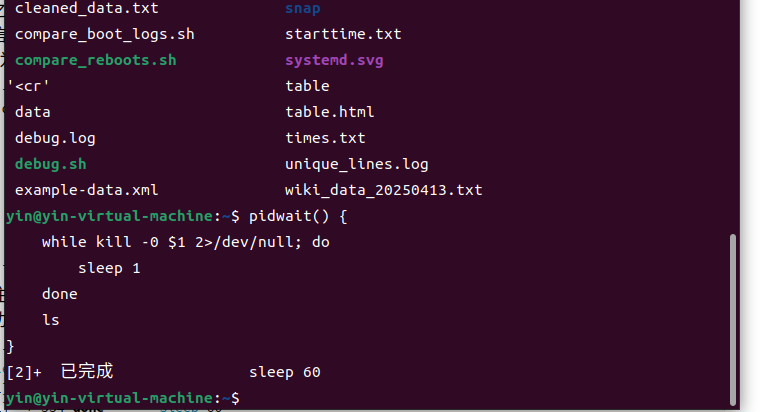 cleaned_data.txt snap
compare_boot_logs.sh starttime.txt
compare_reboots.sh systemd.svg
'<cr' table
data table.html
debug.log times.txt
debug.sh unique_lines.log
example-data.xml wiki_data_20250413.txt
yin@yin-virtual-machine:~$ pidwait() {
    while kill -0 $1 2>/dev/null; do
        sleep 1
    done
    ls
}
[2]+  已完成               sleep 60
yin@yin-virtual-machine:~$